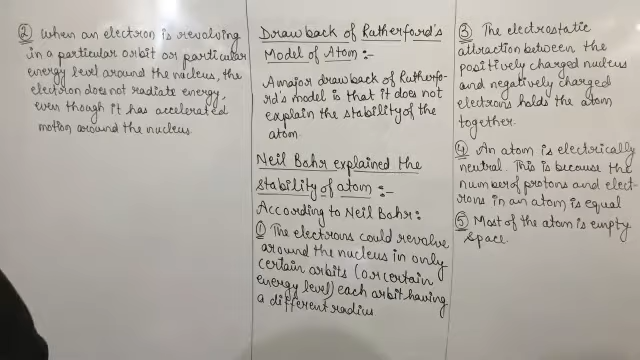 ② When an electron is revolving
in a particular orbit or particular
energy level around the nucleus, the
electron does not radiate energy,
even though it has accelerated
motion around the nucleus.
Drawback of Rutherford's
Model of Atom :-
A major drawback of Rutherfo-
rd's model is that it does not
explain the stability of the
atom.
Neil Bohr explained the
stability of atom :-
According to Neil Bohr :
① The electrons could revolve
around the nucleus in only
certain orbits (or certain
energy level) each orbit having
a different radius
③ The electrostatic
attraction between the
positively charged nucleus
and negatively charged
electrons holds the atom
together.
④ An atom is electrically
neutral. This is because the
number of protons and elect-
rons in an atom is equal
⑤ Most of the atom is empty
space.